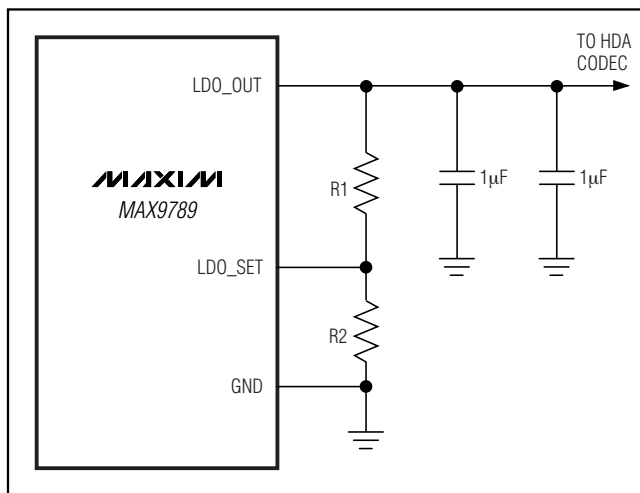 TO HDA
CODEC
LDO_OUT
MAXIM
MAX9789
R1
1µF
1µF
LDO_SET
R2
GND